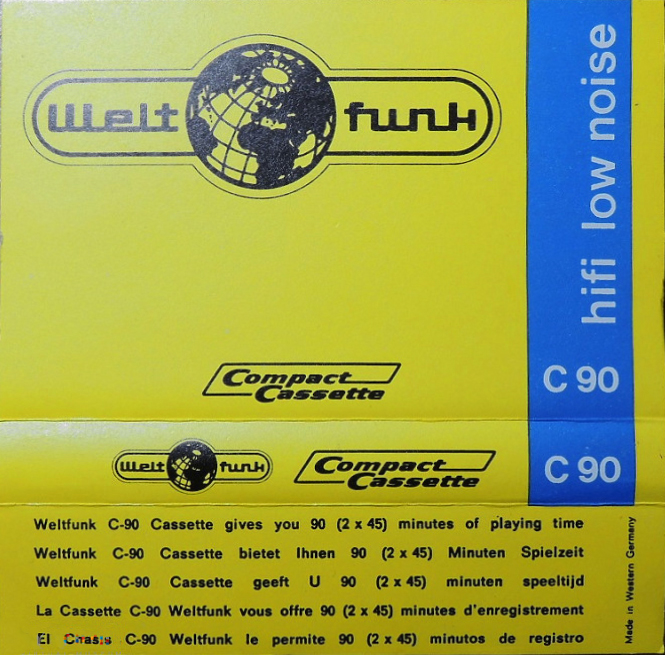 Welt funk
hifi low noise
Compact
Cassette
C 90
Welt funk
Compact
Cassette
C 90
Weltfunk C-90 Cassette gives you 90 (2 x 45) minutes of playing time
Weltfunk C-90 Cassette bietet Ihnen 90 (2 x 45) Minuten Spielzeit
Weltfunk C-90 Cassette geeft U 90 (2 x 45) minuten speeltijd
La Cassette C-90 Weltfunk vous offre 90 (2 x 45) minutes d'enregistrement
El C-90 Weltfunk le permite 90 (2 x 45) minutos de registro
Made in Western Germany